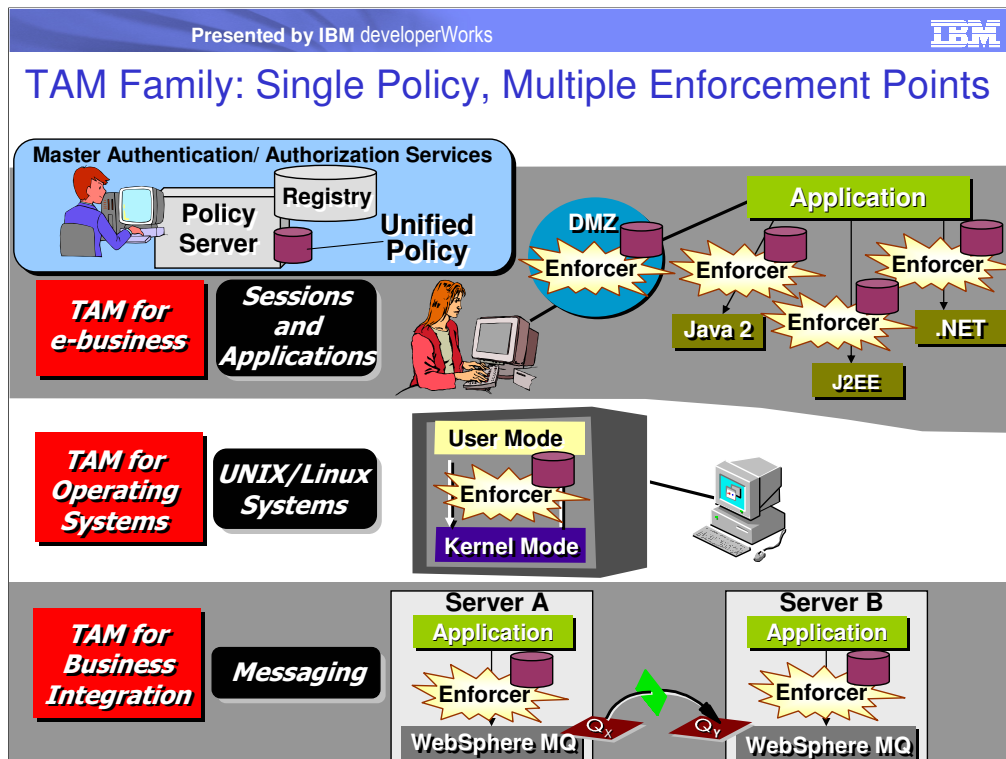 Presented by IBM developerWorks
IBM
TAM Family: Single Policy, Multiple Enforcement Points
Master Authentication/ Authorization Services
Registry
Policy
Server
Unified
Policy
DMZ
Enforcer
Application
Enforcer
Enforcer
Enforcer
Java 2
.NET
J2EE
TAM for
e-business
Sessions
and
Applications
TAM for
Operating
Systems
UNIX/Linux
Systems
User Mode
Enforcer
Kernel Mode
TAM for
Business
Integration
Messaging
Server A
Application
Enforcer
WebSphere MQ
QX
QY
Server B
Application
Enforcer
WebSphere MQ